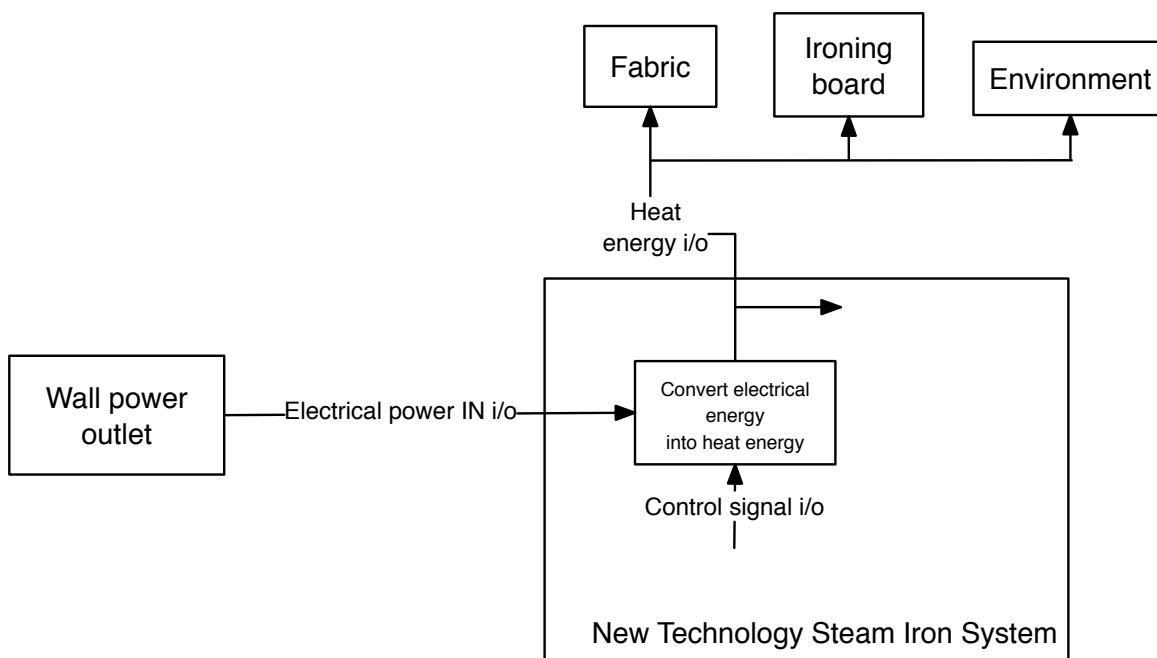 Fabric
Ironing
board
Environment
Heat
energy i/o
Wall power
outlet
Electrical power IN i/o
Convert electrical
energy
into heat energy
Control signal i/o
New Technology Steam Iron System